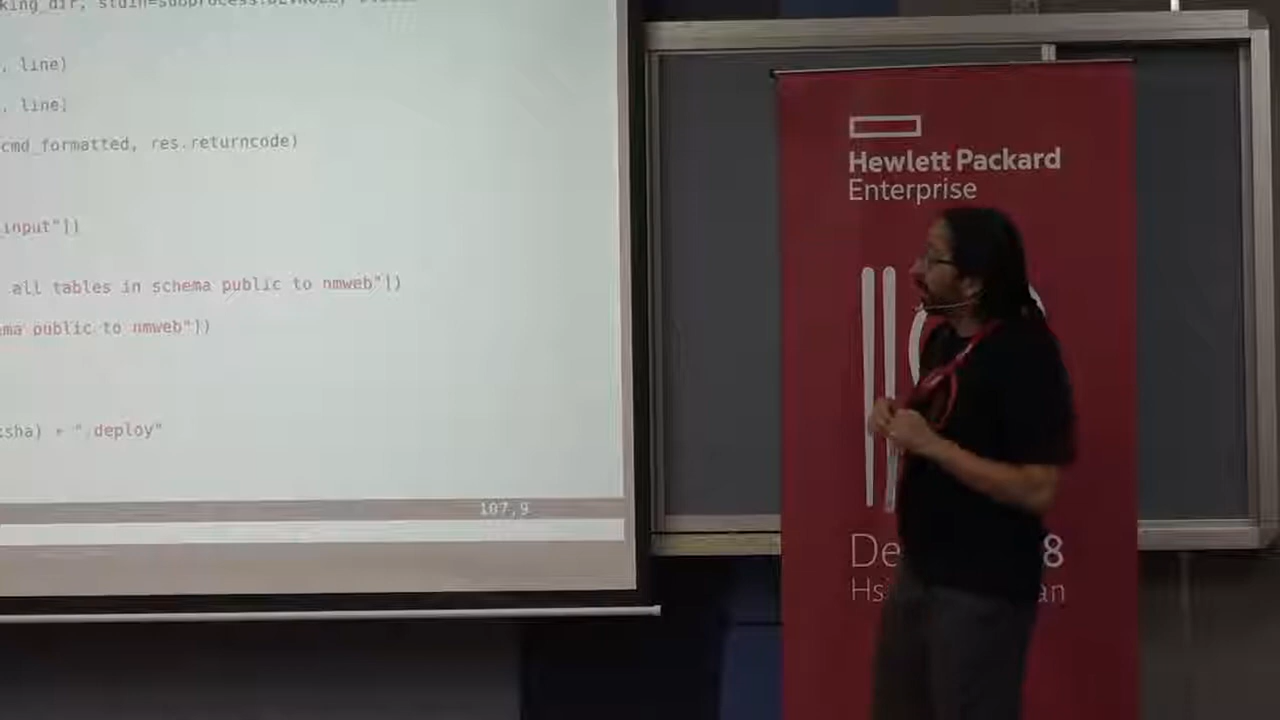 , line)
, line)
cmd_formatted, res.returncode)
input"])
all tables in schema public to nmweb"])
ma public to nmweb"])
sha) + ".deploy"
107,9
Hewlett Packard
Enterprise
De 8
Hs an